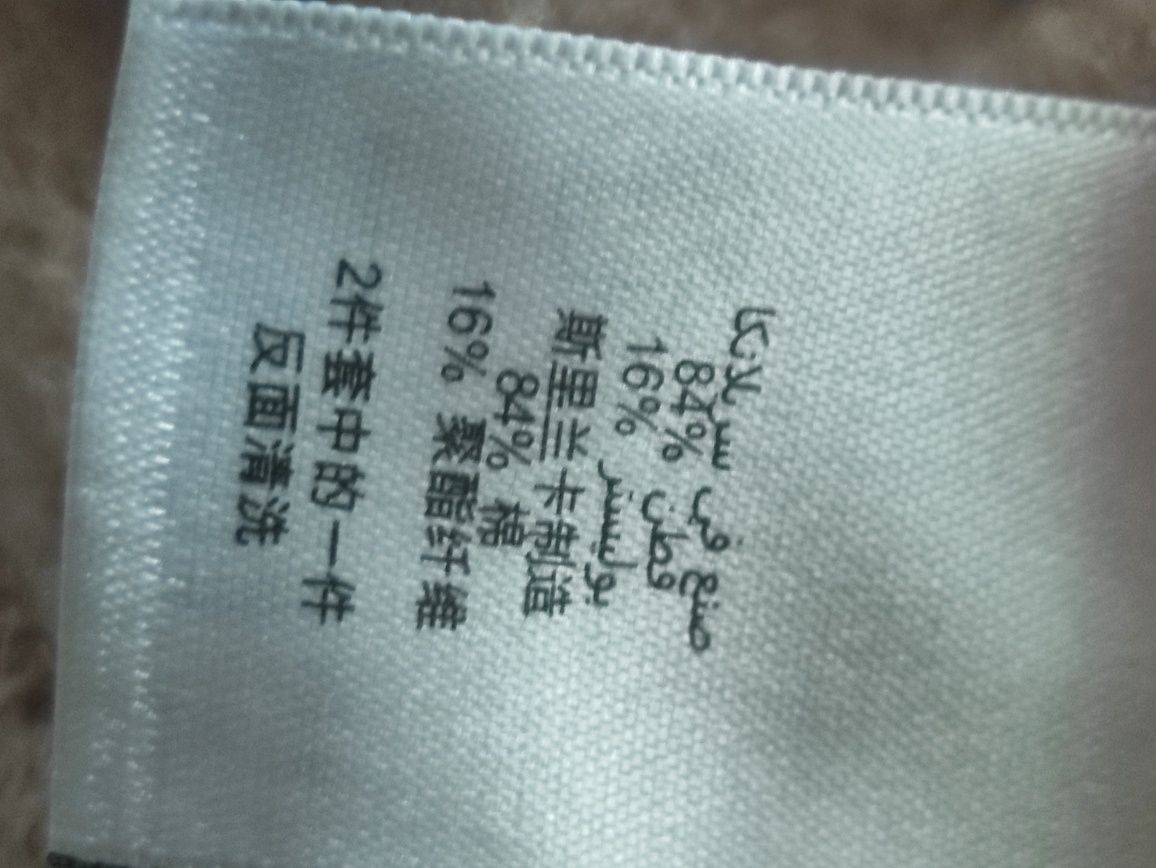 صنع في سريلانكا
84% قطن
16% بوليستر
斯里兰卡制造
84% 棉
16% 聚酯纤维
2件套中的一件
反面清洗